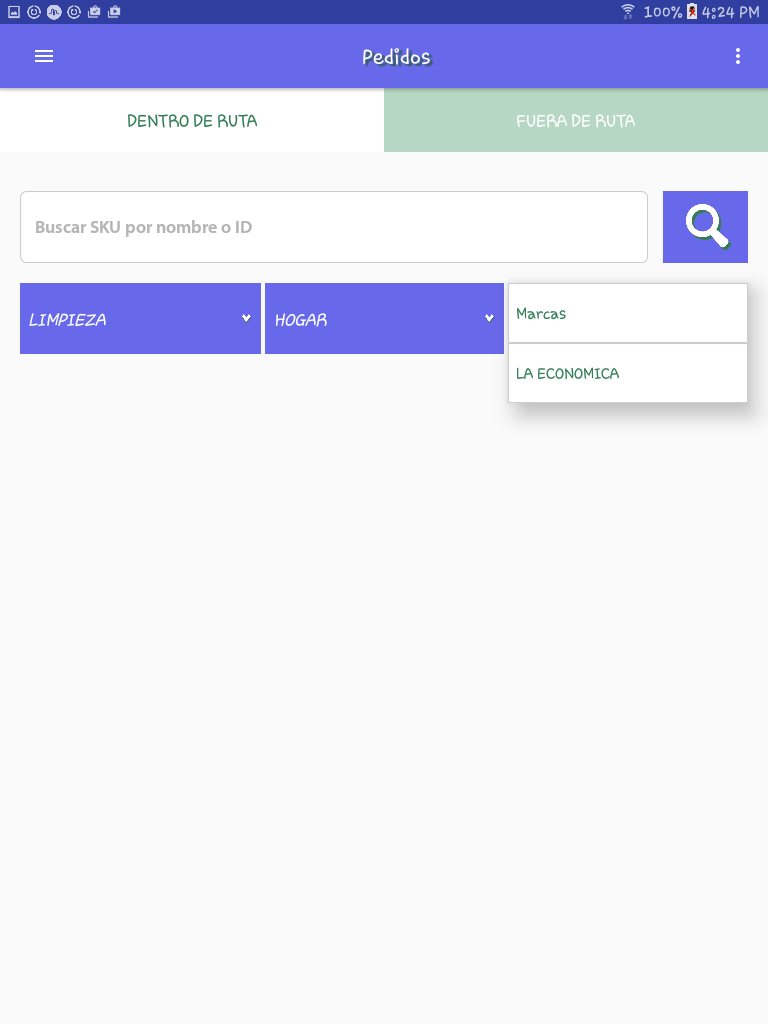 100% 4:24 PM
Pedidos
DENTRO DE RUTA
FUERA DE RUTA
Buscar SKU por nombre o ID
LIMPIEZA
HOGAR
Marcas
LA ECONOMICA